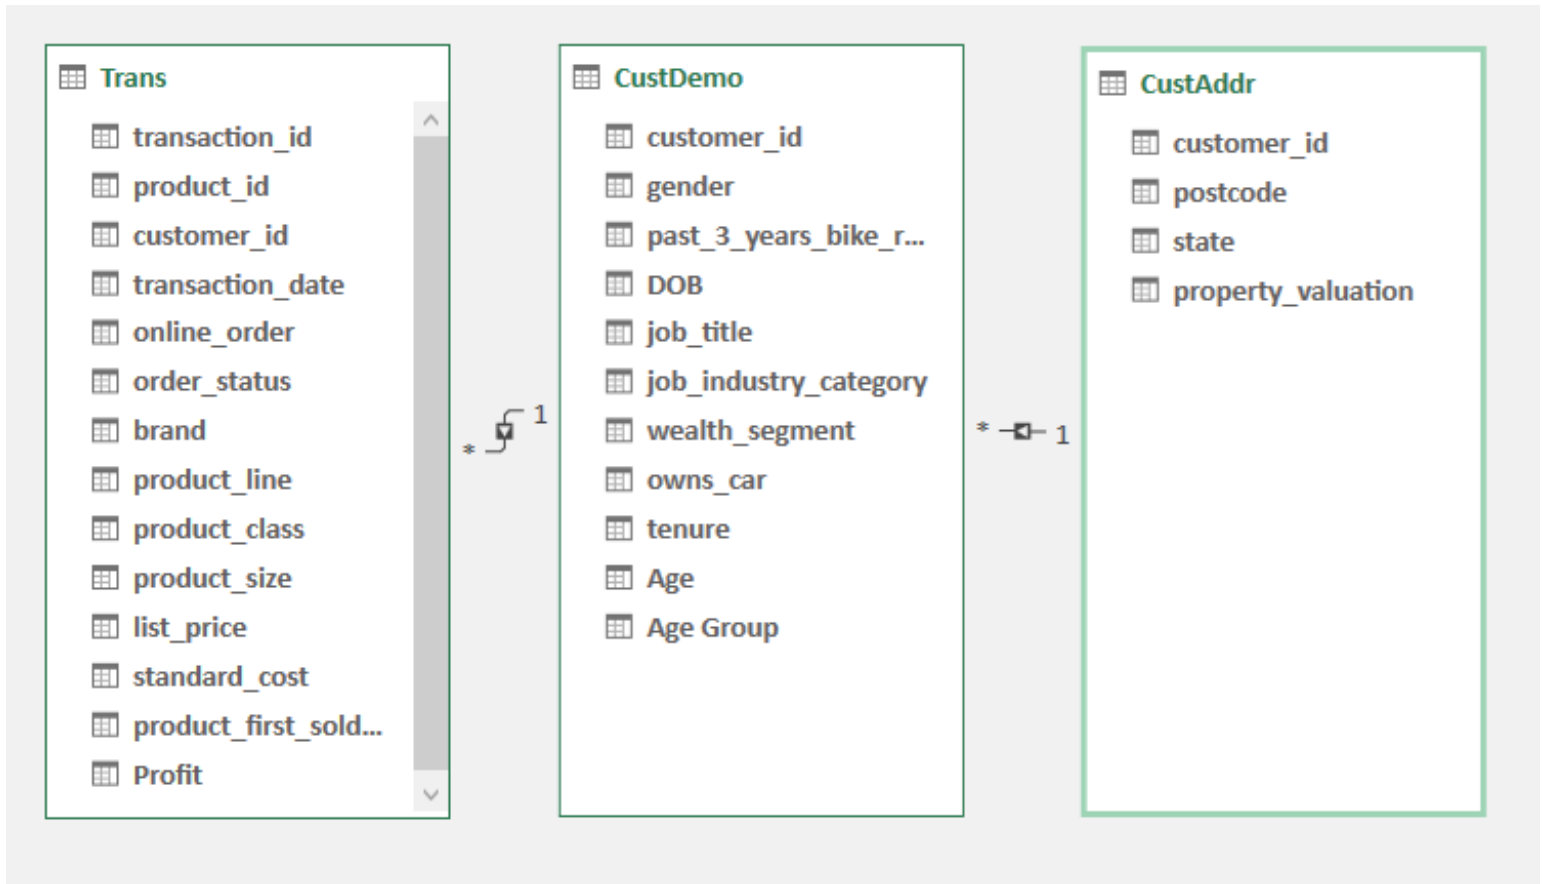 Trans
transaction_id
product_id
customer_id
transaction_date
online_order
order_status
brand
product_line
product_class
product_size
list_price
standard_cost
product_first_sold...
Profit
* 1
CustDemo
customer_id
gender
past_3_years_bike_r...
DOB
job_title
job_industry_category
wealth_segment
owns_car
tenure
Age
Age Group
* 1
CustAddr
customer_id
postcode
state
property_valuation